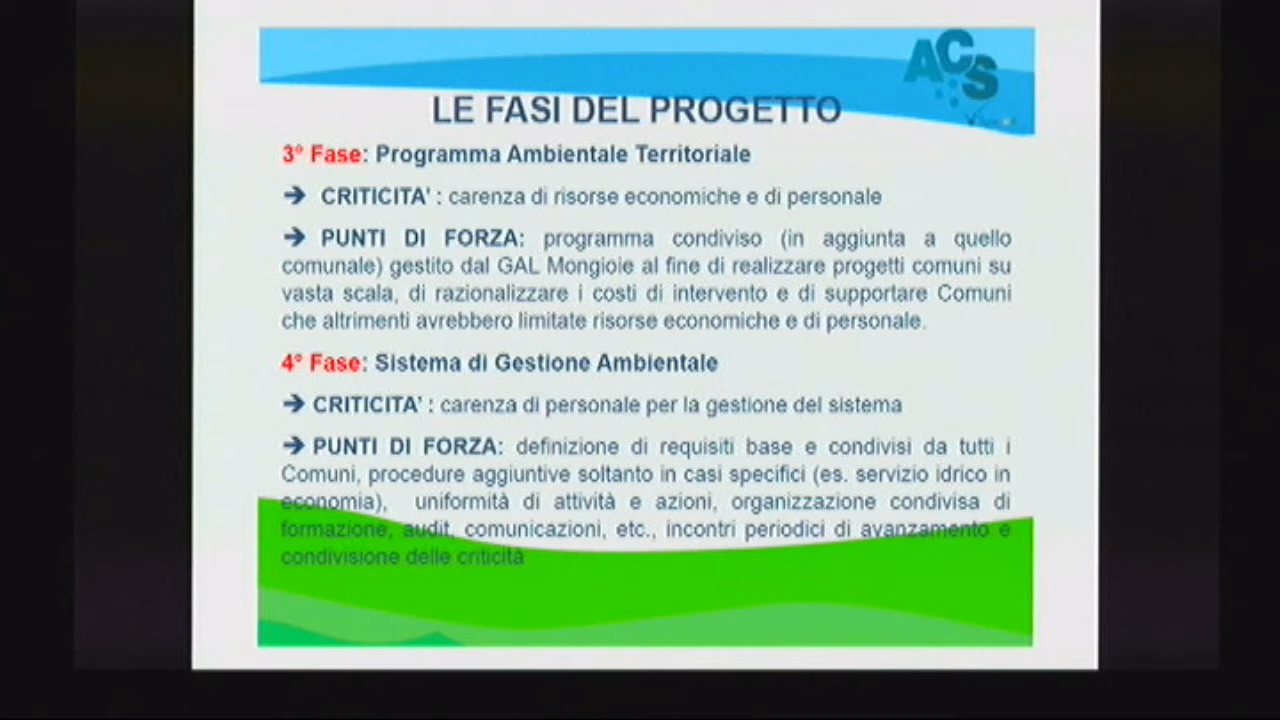 ACS
LE FASI DEL PROGETTO
3° Fase: Programma Ambientale Territoriale
➔ CRITICITA' : carenza di risorse economiche e di personale
➔ PUNTI DI FORZA: programma condiviso (in aggiunta a quello
comunale) gestito dal GAL Mongioie al fine di realizzare progetti comuni su
vasta scala, di razionalizzare i costi di intervento e di supportare Comuni
che altrimenti avrebbero limitate risorse economiche e di personale.
4° Fase: Sistema di Gestione Ambientale
➔ CRITICITA' : carenza di personale per la gestione del sistema
➔ PUNTI DI FORZA: definizione di requisiti base e condivisi da tutti i
Comuni, procedure aggiuntive soltanto in casi specifici (es. servizio idrico in
economia), uniformità di attività e azioni, organizzazione condivisa di
formazione, audit, comunicazioni, etc., incontri periodici di avanzamento e
condivisione delle criticità